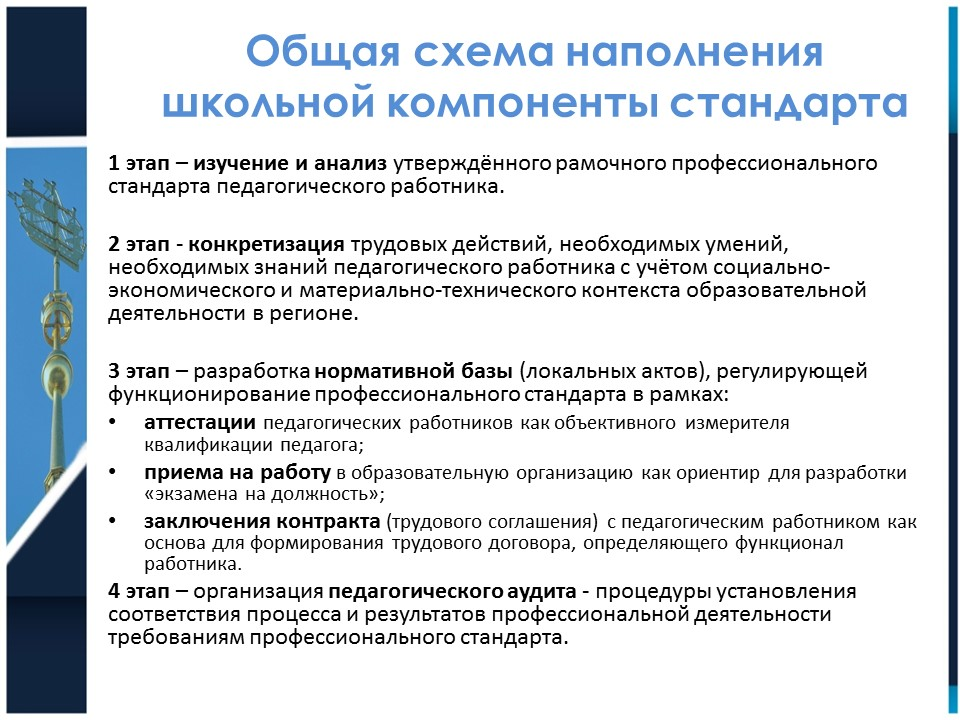 Общая схема наполнения
школьной компоненты стандарта
1 этап – изучение и анализ утверждённого рамочного профессионального
стандарта педагогического работника.
2 этап - конкретизация трудовых действий, необходимых умений,
необходимых знаний педагогического работника с учётом социально-
экономического и материально-технического контекста образовательной
деятельности в регионе.
3 этап – разработка нормативной базы (локальных актов), регулирующей
функционирование профессионального стандарта в рамках:
• аттестации педагогических работников как объективного измерителя
квалификации педагога;
• приема на работу в образовательную организацию как ориентир для разработки
«экзамена на должность»;
• заключения контракта (трудового соглашения) с педагогическим работником как
основа для формирования трудового договора, определяющего функционал
работника.
4 этап – организация педагогического аудита - процедуры установления
соответствия процесса и результатов профессиональной деятельности
требованиям профессионального стандарта.